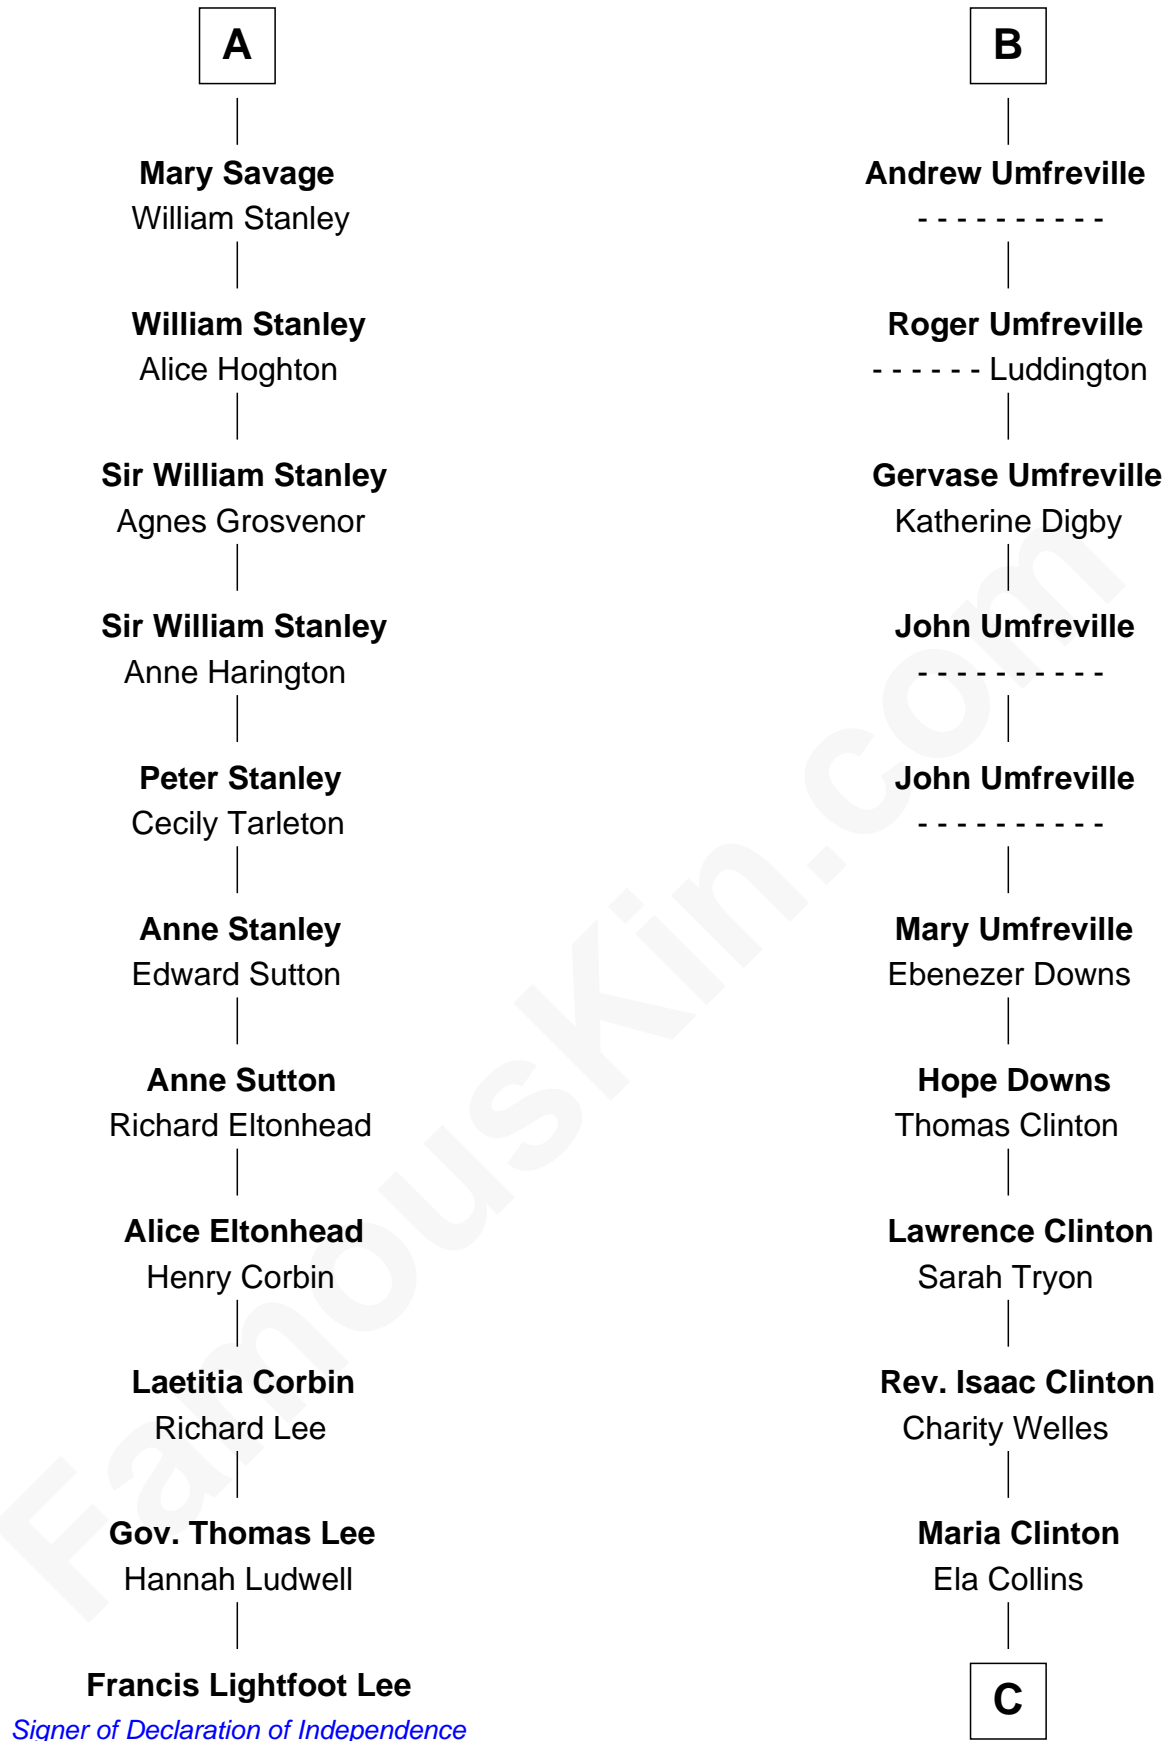 A
Mary Savage
William Stanley
William Stanley
Alice Hoghton
Sir William Stanley
Agnes Grosvenor
Sir William Stanley
Anne Harington
Peter Stanley
Cecily Tarleton
Anne Stanley
Edward Sutton
Anne Sutton
Richard Eltonhead
Alice Eltonhead
Henry Corbin
Laetitia Corbin
Richard Lee
Gov. Thomas Lee
Hannah Ludwell
Francis Lightfoot Lee
Signer of Declaration of Independence
B
Andrew Umfreville
- - - - - - - - - -
Roger Umfreville
- - - - - - Luddington
Gervase Umfreville
Katherine Digby
John Umfreville
- - - - - - - - - -
John Umfreville
- - - - - - - - - -
Mary Umfreville
Ebenezer Downs
Hope Downs
Thomas Clinton
Lawrence Clinton
Sarah Tryon
Rev. Isaac Clinton
Charity Welles
Maria Clinton
Ela Collins
C
FamousKin.com